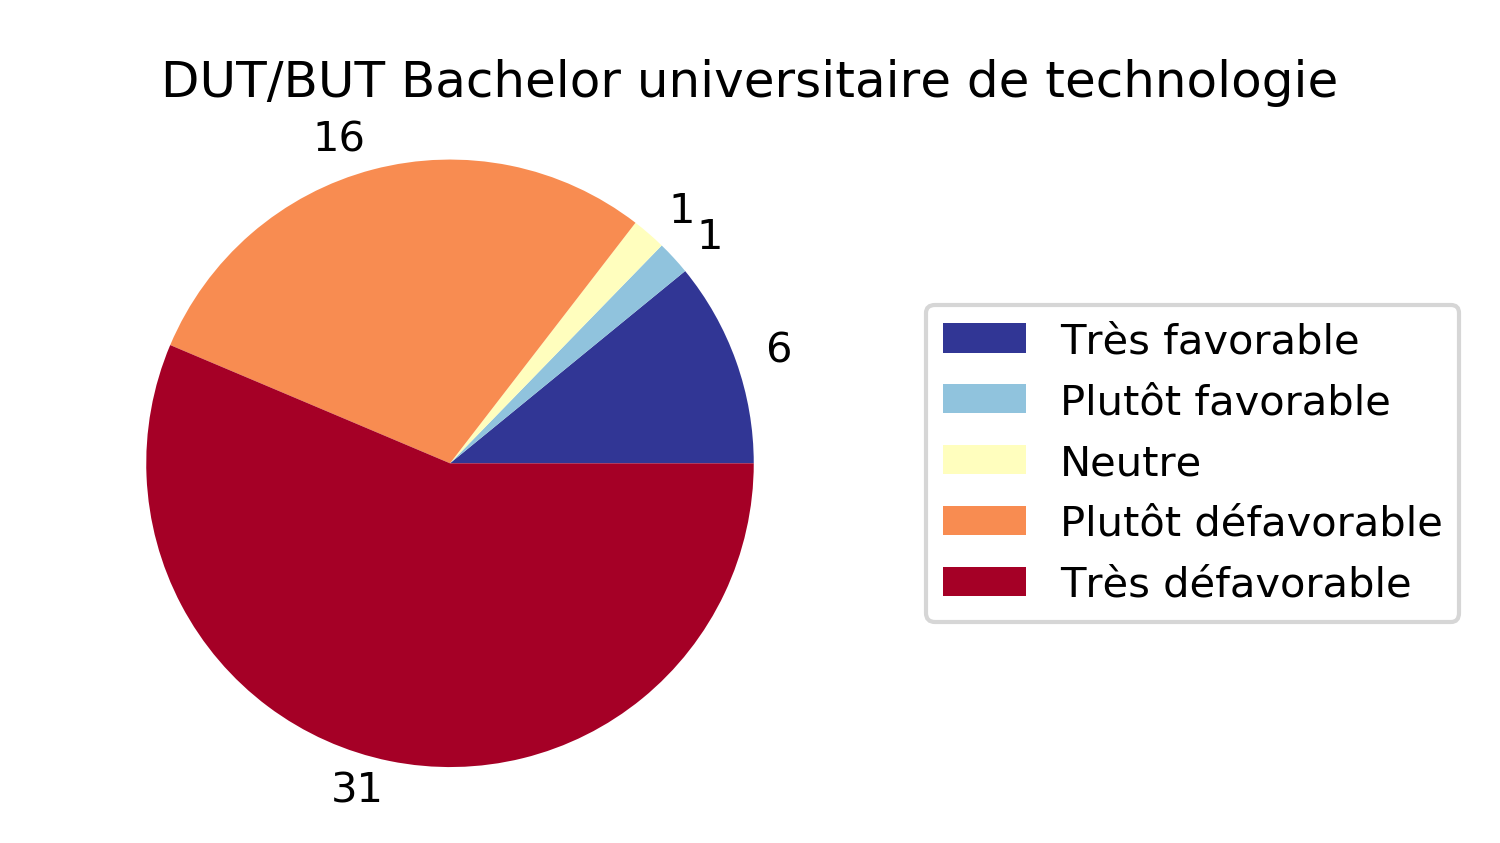 DUT/BUT Bachelor universitaire de technologie
16
1
1
6
31
Très favorable
Plutôt favorable
Neutre
Plutôt défavorable
Très défavorable